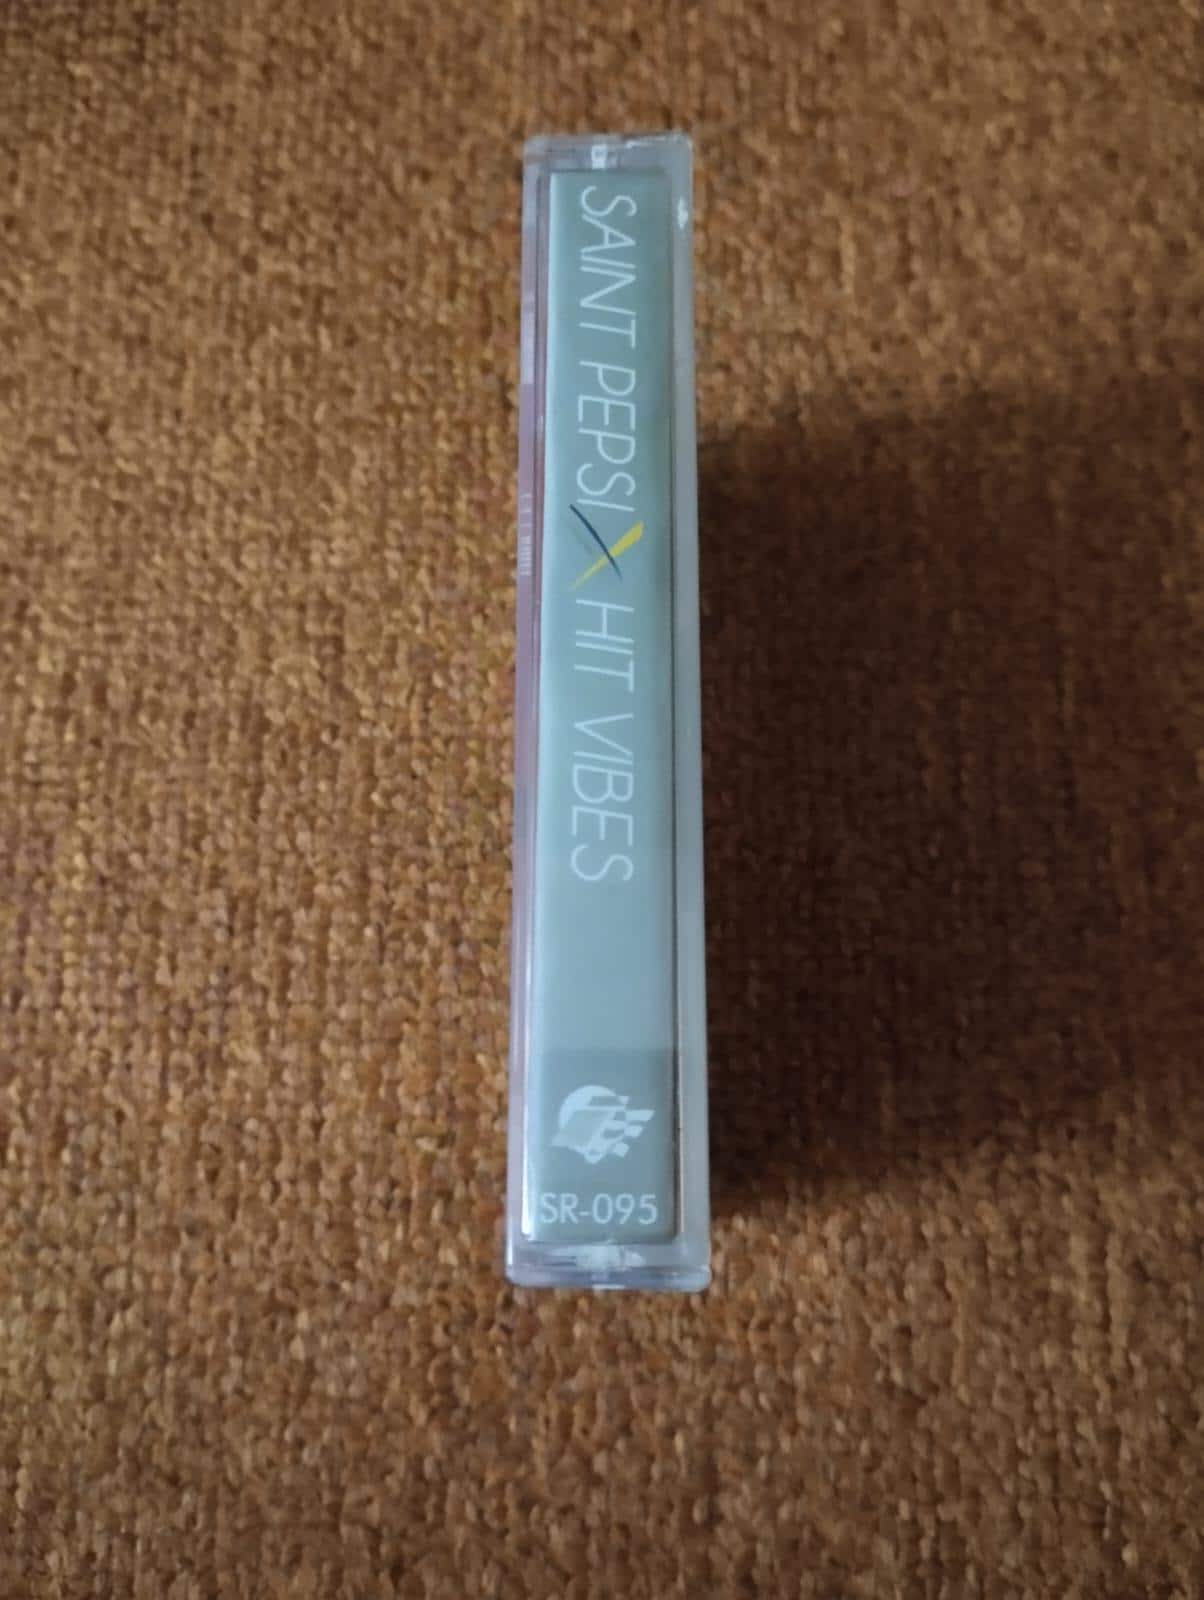 SAINT PEPSI X HIT VIBES
SR-095